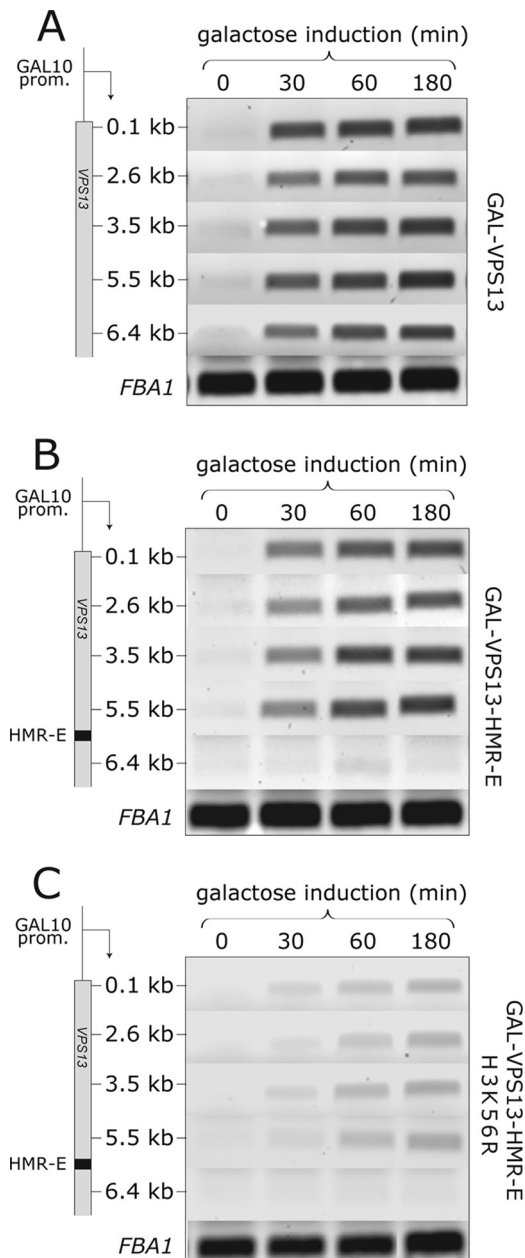 A
galactose induction (min)
GAL10
prom.
0 30 60 180
0.1 kb
VPS13
2.6 kb
3.5 kb
5.5 kb
6.4 kb
FBA1
GAL-VPS13
B
galactose induction (min)
GAL10
prom.
0 30 60 180
0.1 kb
VPS13
2.6 kb
3.5 kb
5.5 kb
HMR-E
6.4 kb
FBA1
GAL-VPS13-HMR-E
C
galactose induction (min)
GAL10
prom.
0 30 60 180
0.1 kb
VPS13
2.6 kb
3.5 kb
5.5 kb
HMR-E
6.4 kb
FBA1
GAL-VPS13-HMR-E
H3K56R